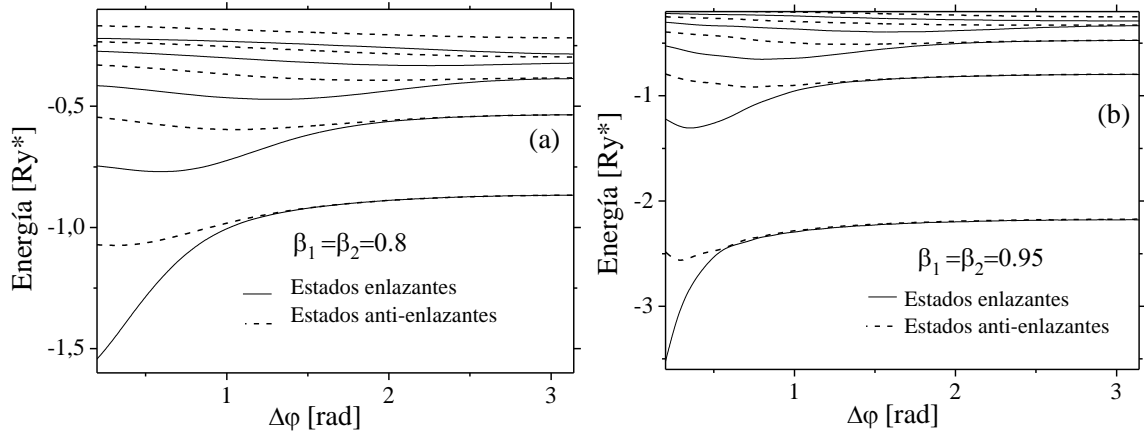 -0,5
-1,0
-1,5
Energía [Ry*]
(a)
β₁=β₂=0.8
Estados enlazantes
Estados anti-enlazantes
1
2
3
Δφ [rad]
-1
-2
-3
Energía [Ry*]
(b)
β₁=β₂=0.95
Estados enlazantes
Estados anti-enlazantes
1
2
3
Δφ [rad]